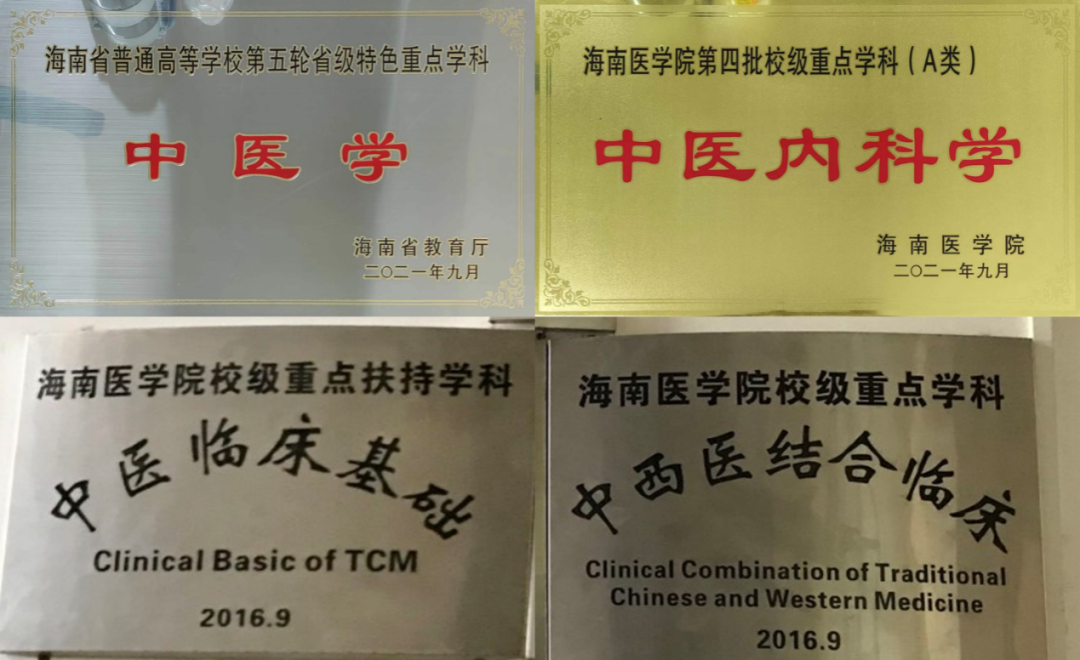 海南省普通高等学校第五轮省级特色重点学科
中医学
海南省教育厅
二〇二一年九月
海南医学院第四批校级重点学科（A类）
中医内科学
海南医学院
二〇二一年九月
海南医学院校级重点扶持学科
中医临床基础
Clinical Basic of TCM
2016.9
海南医学院校级重点学科
中西医结合临床
Clinical Combination of Traditional
Chinese and Western Medicine
2016.9